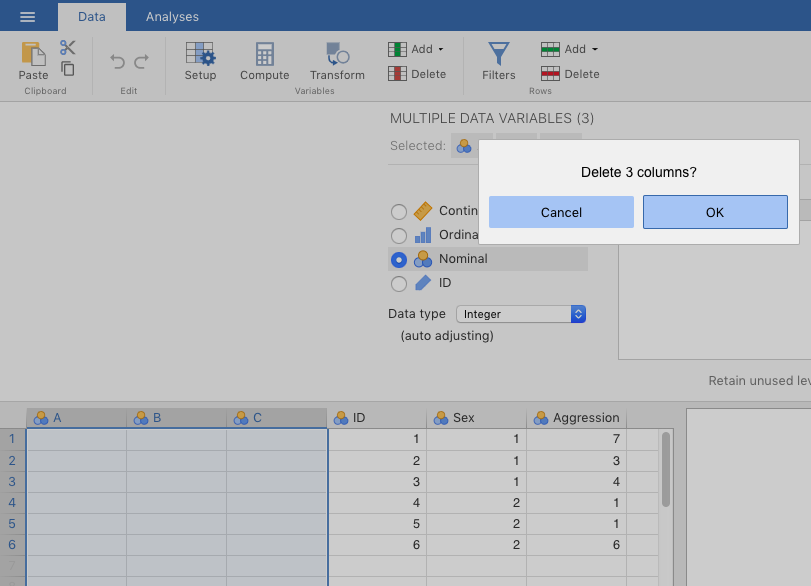 Data Analyses
Paste
Clipboard
Edit
Setup
Compute
Transform
Add
Delete
Variables
Filters
Add
Delete
Rows
MULTIPLE DATA VARIABLES (3)
Selected:
Delete 3 columns?
Cancel OK
Contin
Ordina
Nominal
ID
Data type Integer
(auto adjusting)
Retain unused lev
A B C ID Sex Aggression
1 1 1 7
2 2 1 3
3 3 1 4
4 4 2 1
5 5 2 1
6 6 2 6
7
8